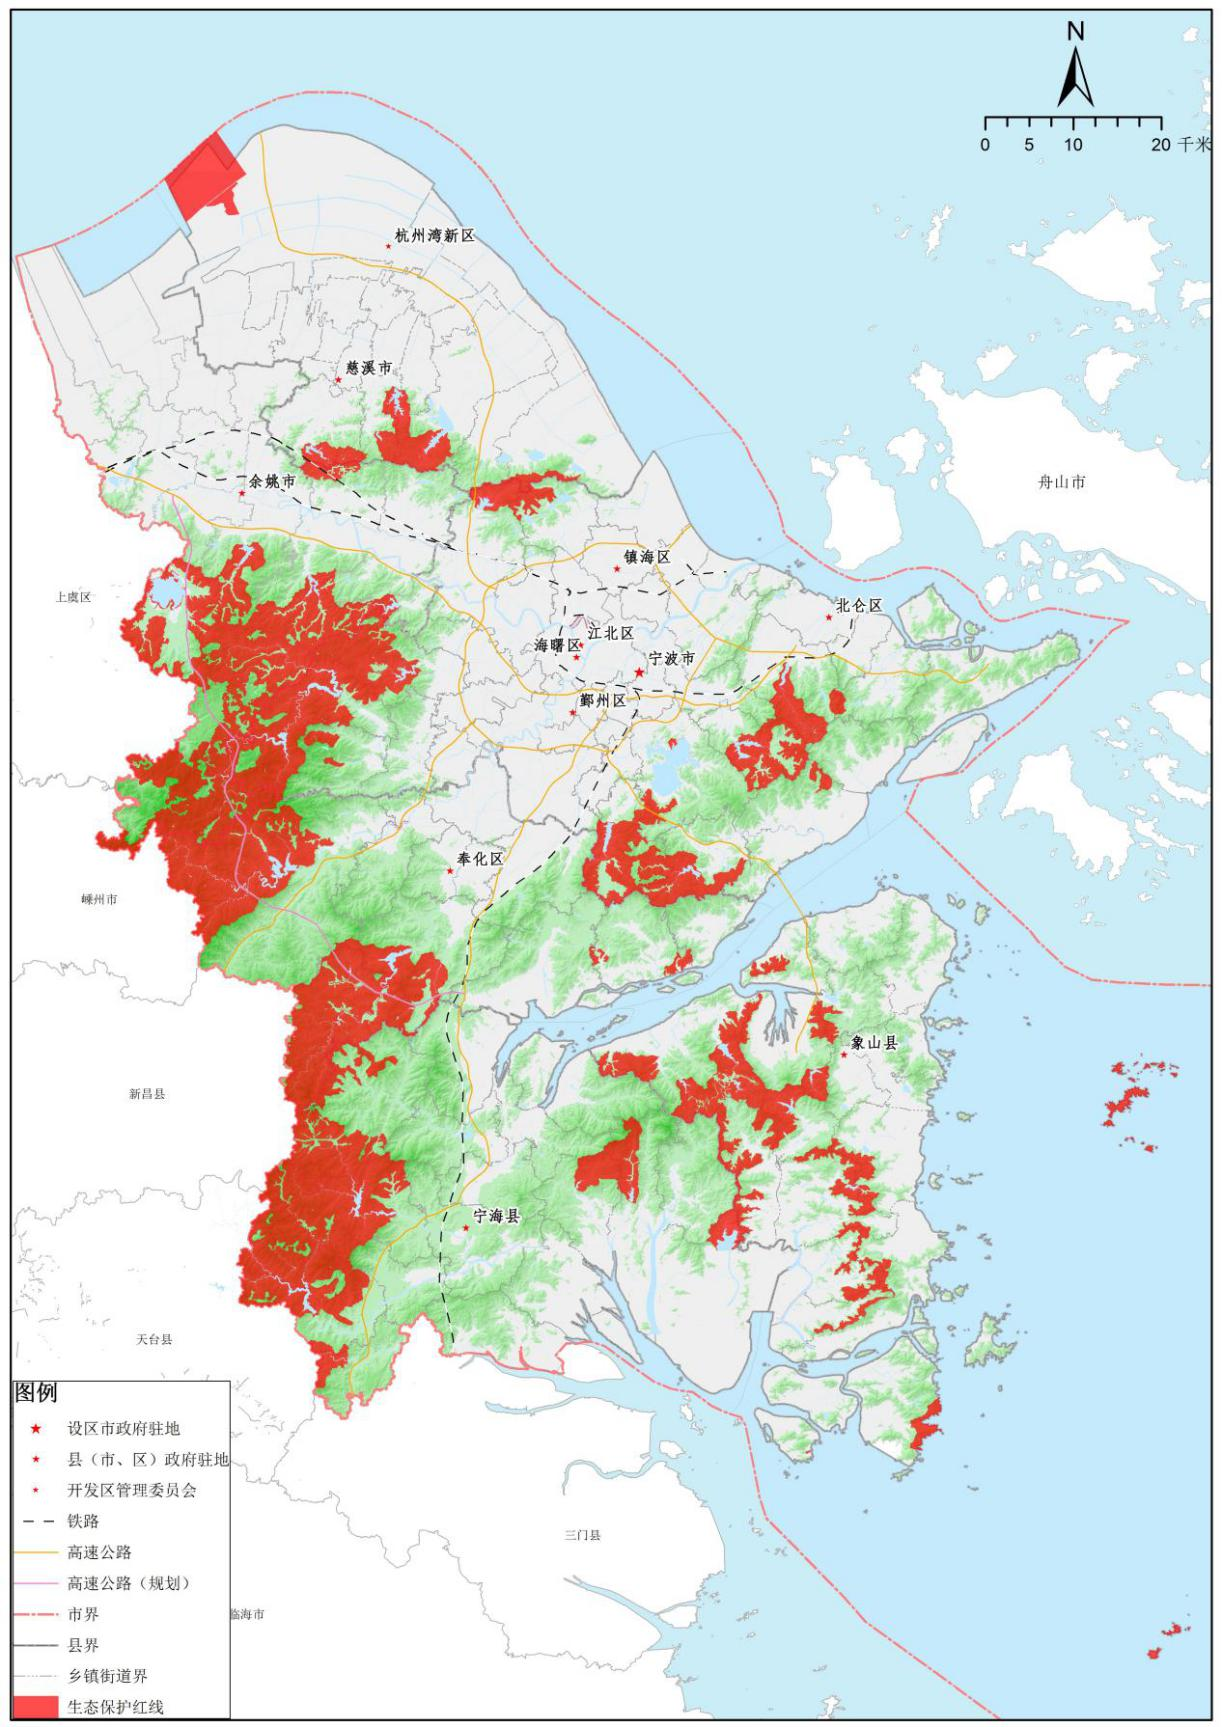 N
0 5 10 20 千米
杭州湾新区
慈溪市
余姚市
舟山市
镇海区
上虞区
北仑区
江北区
海曙区
宁波市
鄞州区
奉化区
嵊州市
象山县
新昌县
宁海县
天台县
图例
设区市政府驻地
县（市、区）政府驻地
开发区管理委员会
铁路
三门县
高速公路
高速公路（规划）
市界
临海市
县界
乡镇街道界
生态保护红线